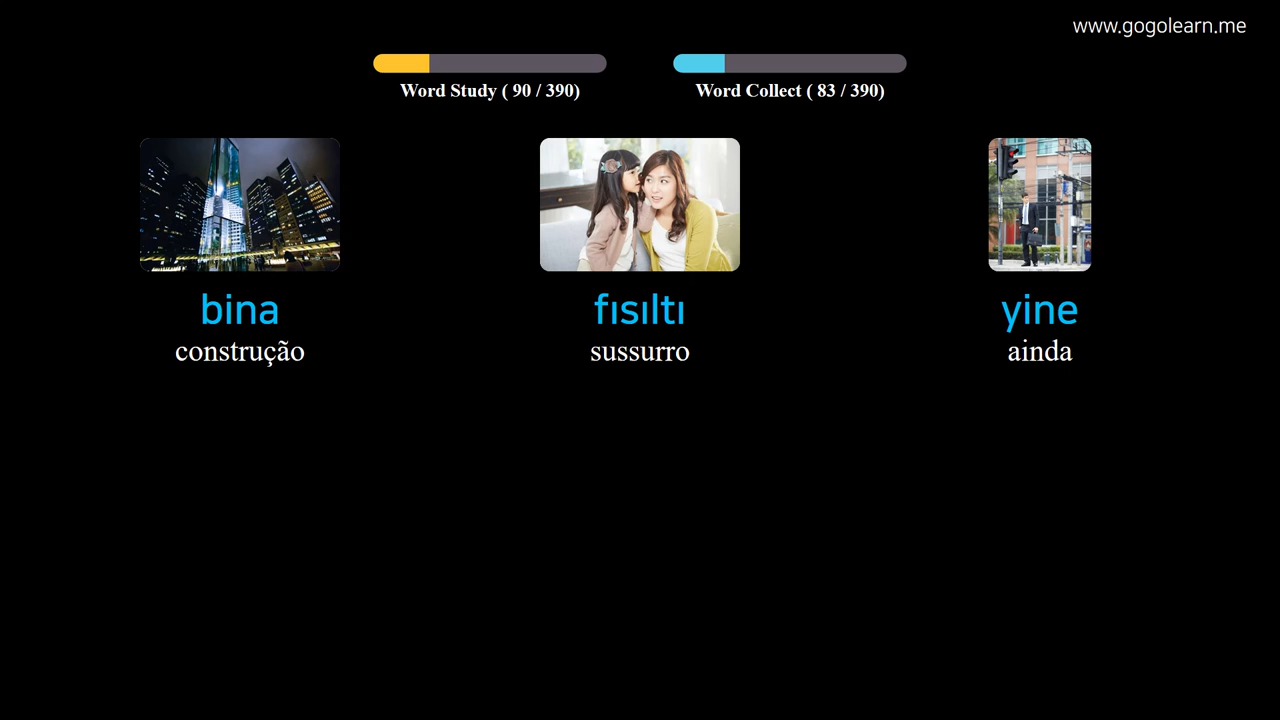 www.gogolearn.me
Word Study ( 90 / 390)
Word Collect ( 83 / 390)
bina
construção
fısıltı
sussurro
yine
ainda